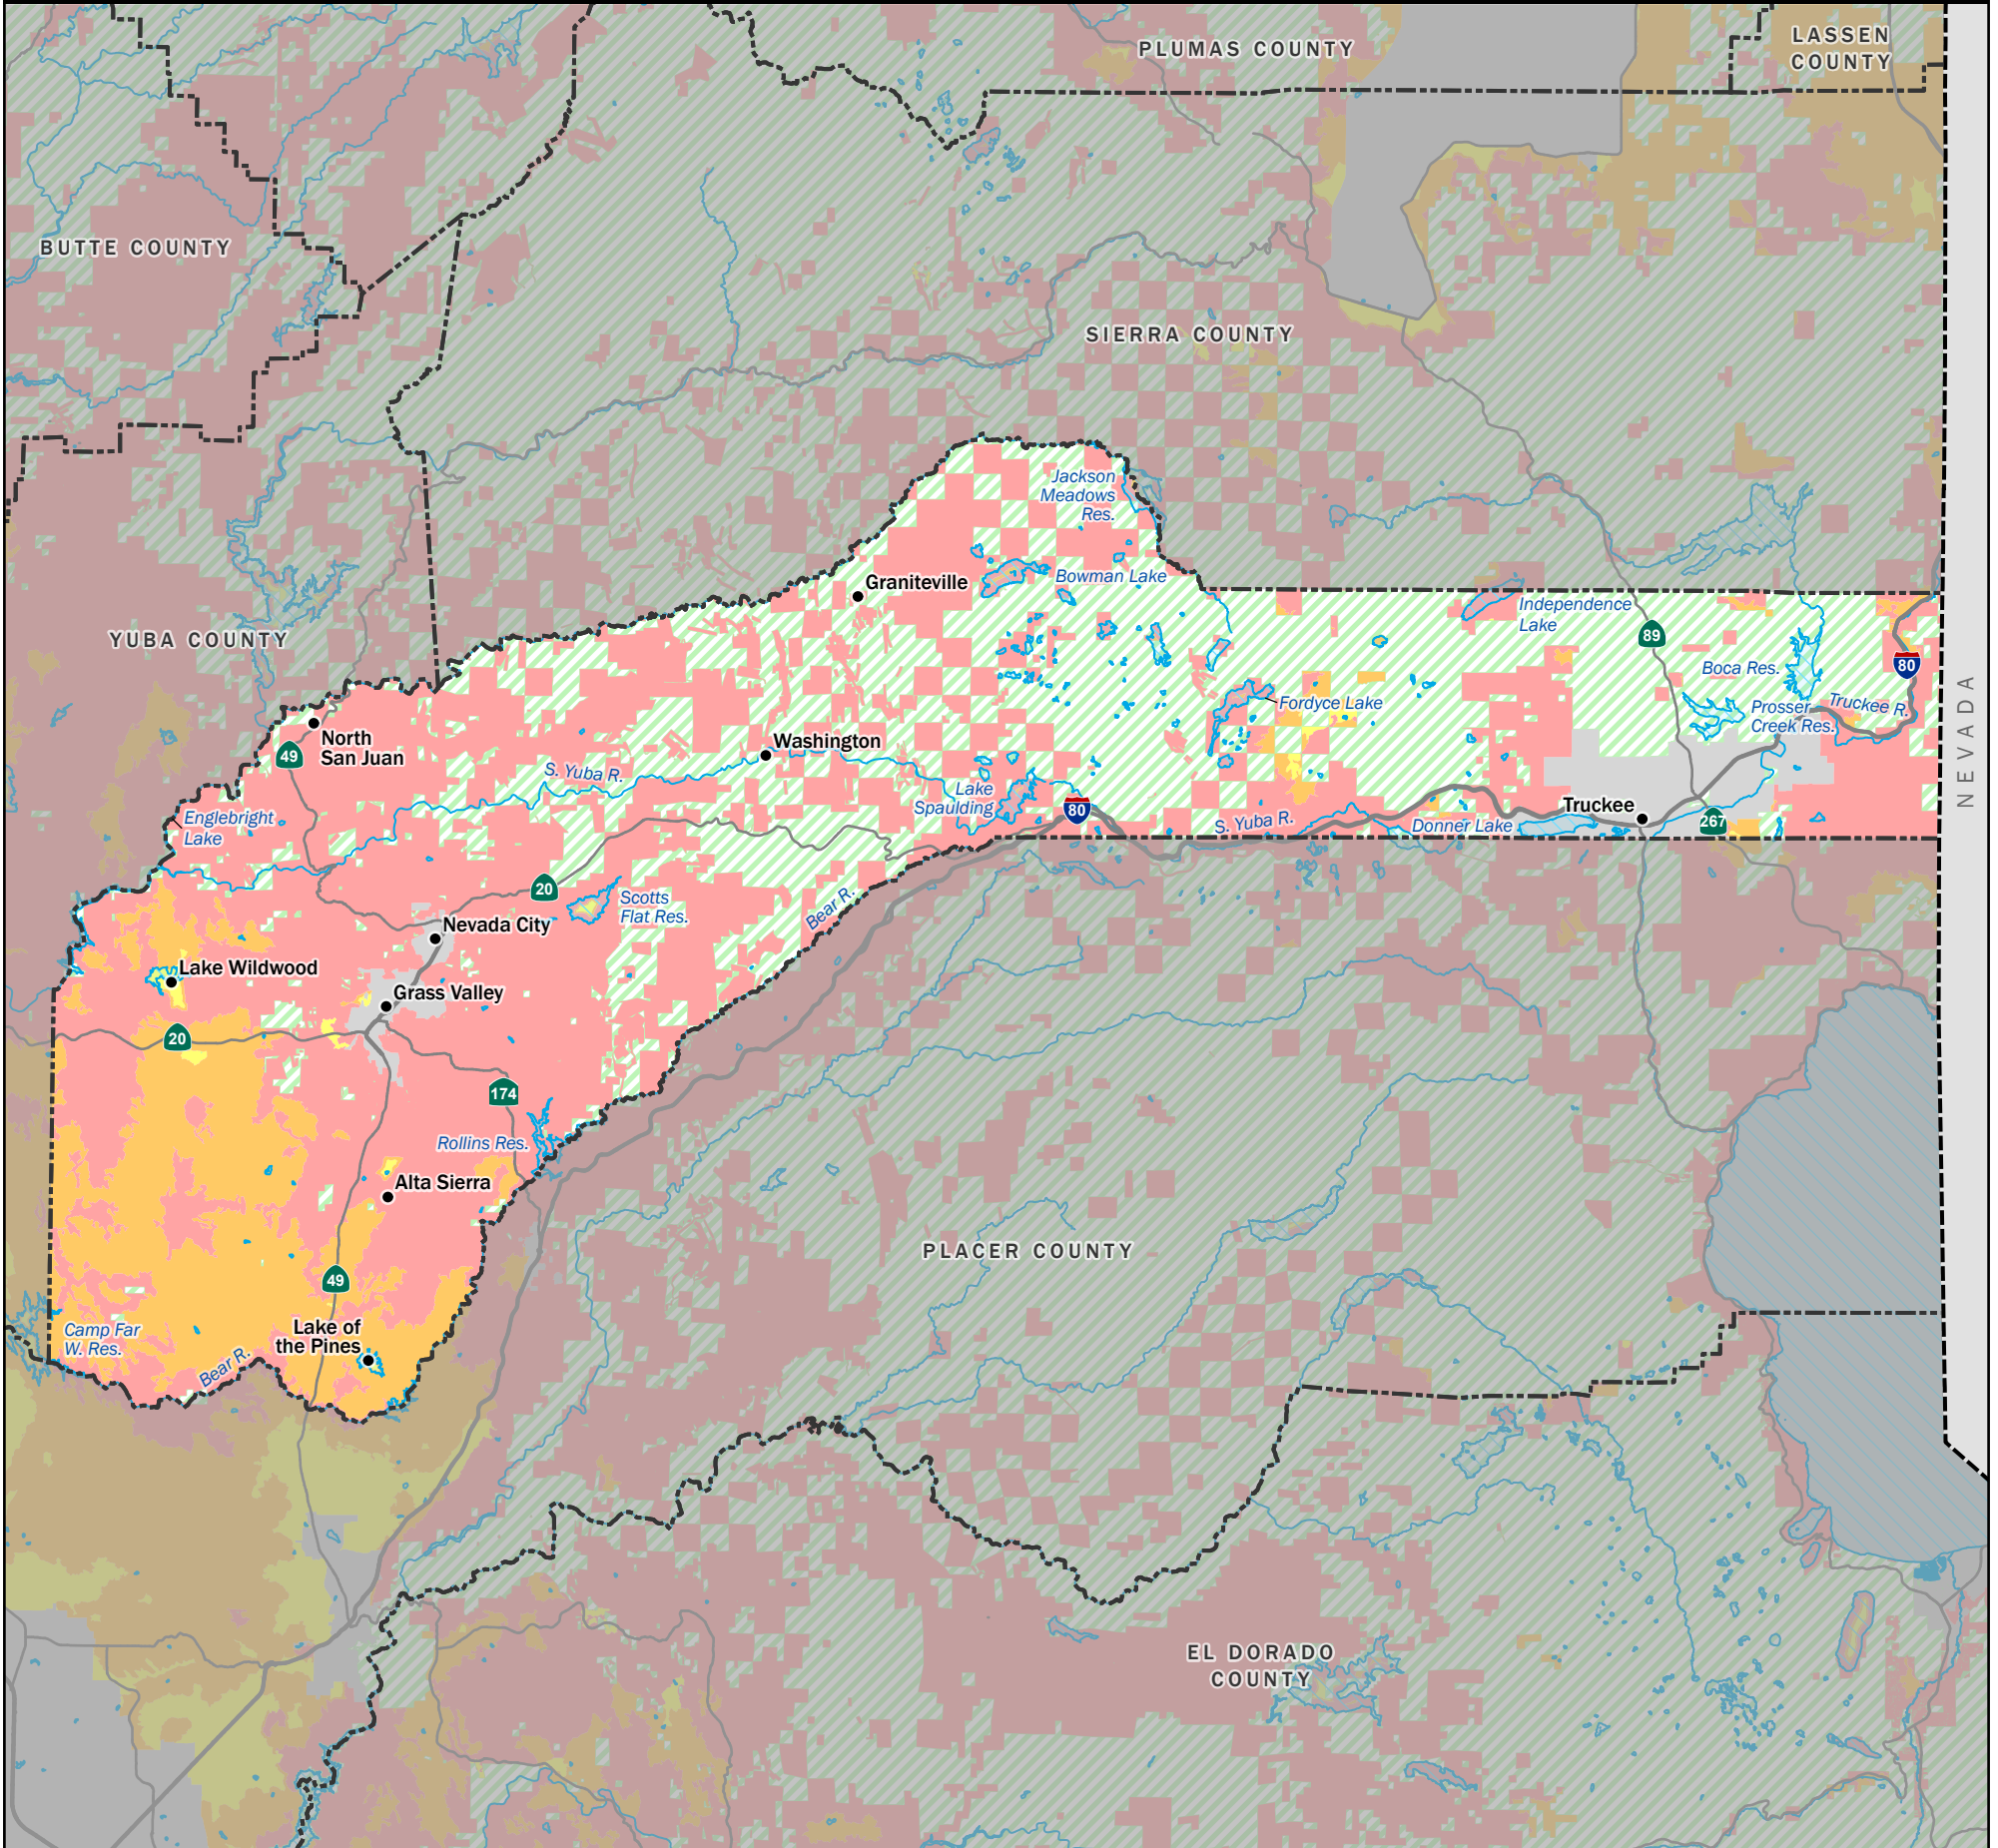 PLUMAS COUNTY
LASSEN
COUNTY
BUTTE COUNTY
SIERRA COUNTY
Jackson
Meadows
Res.
Graniteville
Bowman Lake
Independence
Lake
89
YUBA COUNTY
Boca Res.
80
NEVADA
Fordyce Lake
Truckee R.
Prosser
Creek Res.
North
San Juan
49
Washington
S. Yuba R.
Lake
Spaulding
80
Englebright
Lake
S. Yuba R.
Donner Lake
Truckee
267
20
Scotts
Flat Res.
Bear R.
Nevada City
Lake Wildwood
Grass Valley
20
174
Rollins Res.
Alta Sierra
PLACER COUNTY
49
Lake of
the Pines
Camp Far
W. Res.
Bear R.
EL DORADO
COUNTY